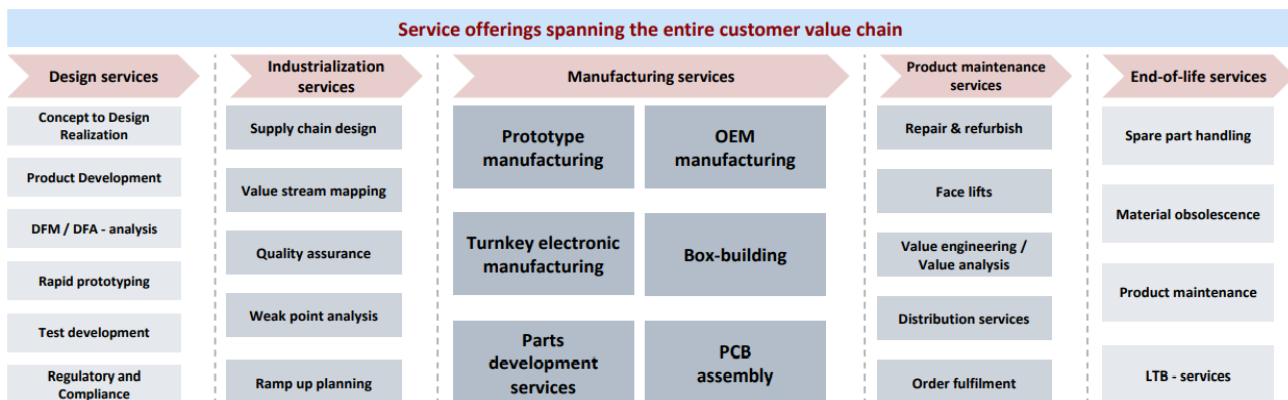 Service offerings spanning the entire customer value chain
Design services
Concept to Design
Realization
Product Development
DFM / DFA - analysis
Rapid prototyping
Test development
Regulatory and
Compliance
Industrialization
services
Supply chain design
Value stream mapping
Quality assurance
Weak point analysis
Ramp up planning
Manufacturing services
Prototype
manufacturing
OEM
manufacturing
Turnkey electronic
manufacturing
Box-building
Parts
development
services
PCB
assembly
Product maintenance
services
Repair & refurbish
Face lifts
Value engineering /
Value analysis
Distribution services
Order fulfilment
End-of-life services
Spare part handling
Material obsolescence
Product maintenance
LTB - services